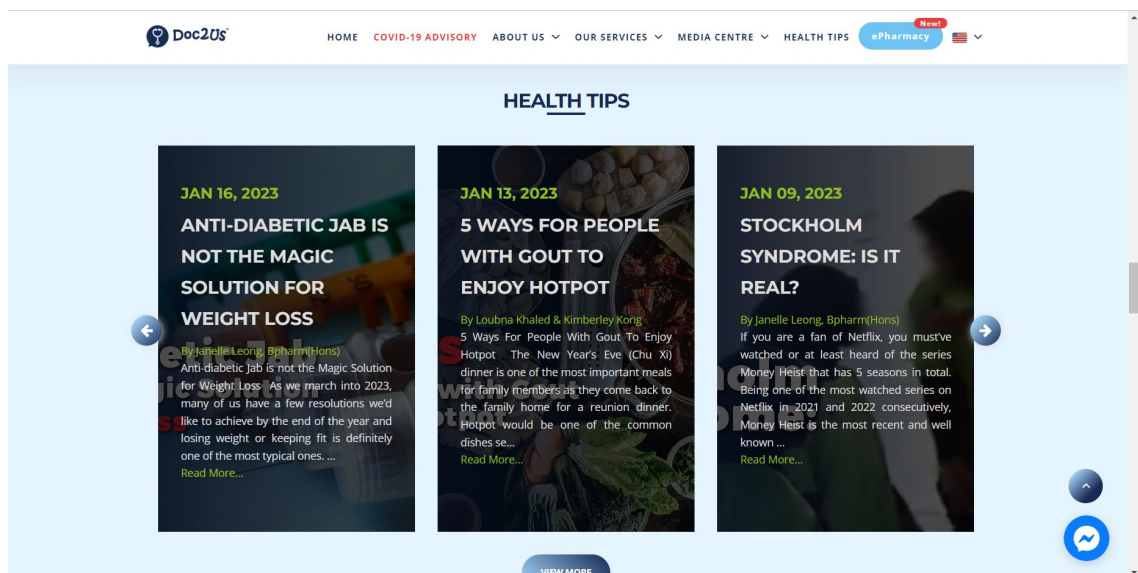 Doc2Us
HOME COVID-19 ADVISORY ABOUT US OUR SERVICES MEDIA CENTRE HEALTH TIPS ePharmacy New!
HEALTH TIPS
JAN 16, 2023
ANTI-DIABETIC JAB IS
NOT THE MAGIC
SOLUTION FOR
WEIGHT LOSS
By Janelle Leong, Bpharm(Hons)
Anti-diabetic Jab is not the Magic Solution
for Weight Loss As we march into 2023,
many of us have a few resolutions we'd
like to achieve by the end of the year and
losing weight or keeping fit is definitely
one of the most typical ones. ...
Read More...
JAN 13, 2023
5 WAYS FOR PEOPLE
WITH GOUT TO
ENJOY HOTPOT
By Loubna Khaled & Kimberley Kong
5 Ways For People With Gout To Enjoy
Hotpot The New Year's Eve (Chu Xi)
dinner is one of the most important meals
for family members as they come back to
the family home for a reunion dinner.
Hotpot would be one of the common
dishes se...
Read More...
JAN 09, 2023
STOCKHOLM
SYNDROME: IS IT
REAL?
By Janelle Leong, Bpharm(Hons)
If you are a fan of Netflix, you must've
watched or at least heard of the series
Money Heist that has 5 seasons in total.
Being one of the most watched series on
Netflix in 2021 and 2022 consecutively,
Money Heist is the most recent and well
known ...
Read More...
VIEW MORE